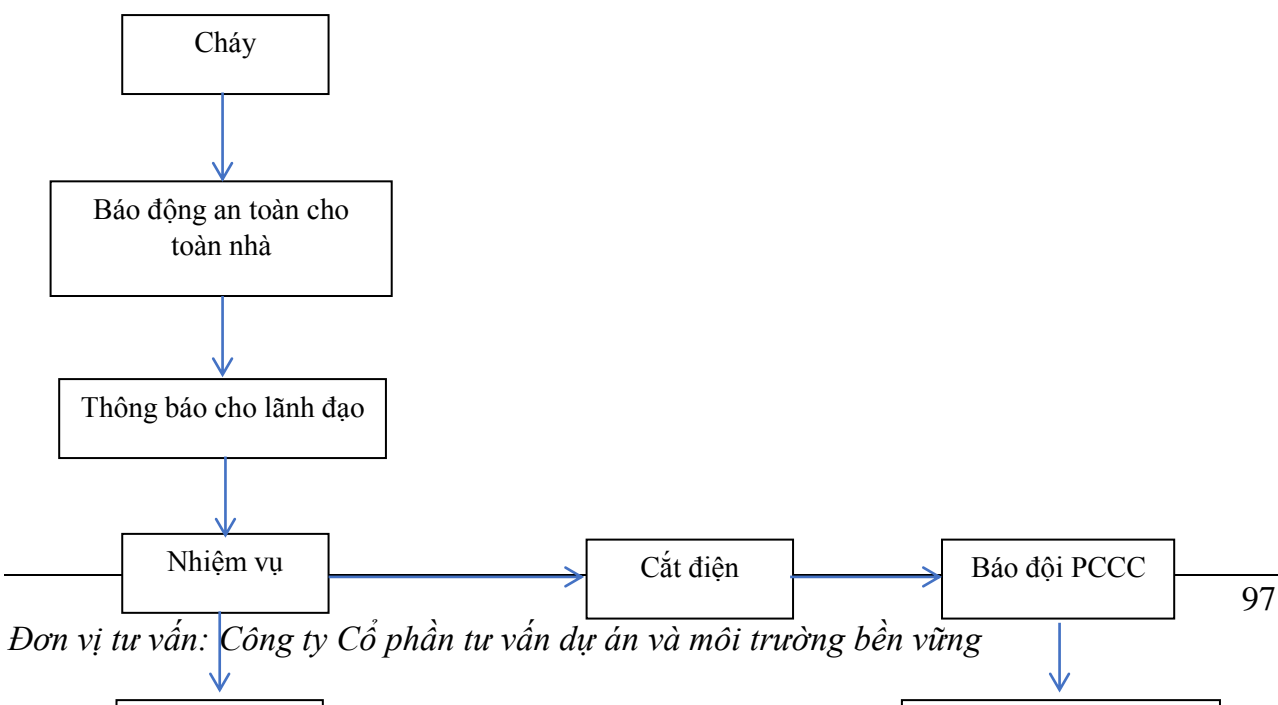 Cháy
Báo động an toàn cho
toàn nhà
Thông báo cho lãnh đạo
Nhiệm vụ
Cắt điện
Báo đội PCCC
97
Đơn vị tư vấn: Công ty Cổ phần tư vấn dự án và môi trường bền vững